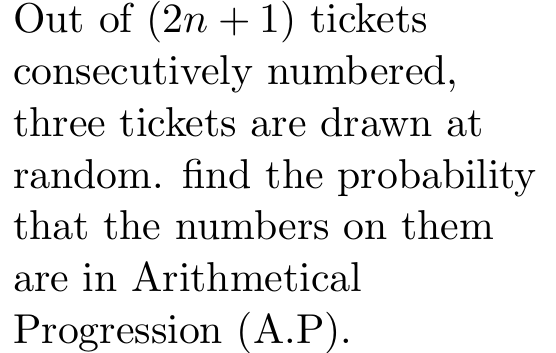 Out of (2n + 1) tickets
consecutively numbered,
three tickets are drawn at
random. find the probability
that the numbers on them
are in Arithmetical
Progression (A.P).